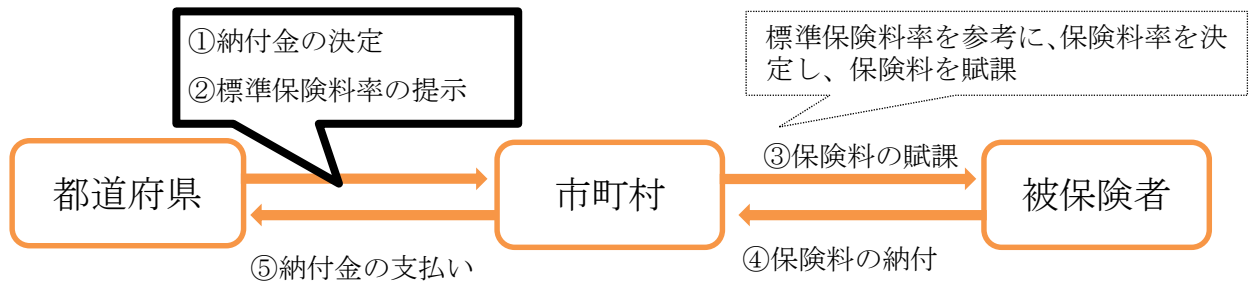 ①納付金の決定
②標準保険料率の提示
標準保険料率を参考に、保険料率を決
定し、保険料を賦課
都道府県
市町村
③保険料の賦課
被保険者
⑤納付金の支払い
④保険料の納付